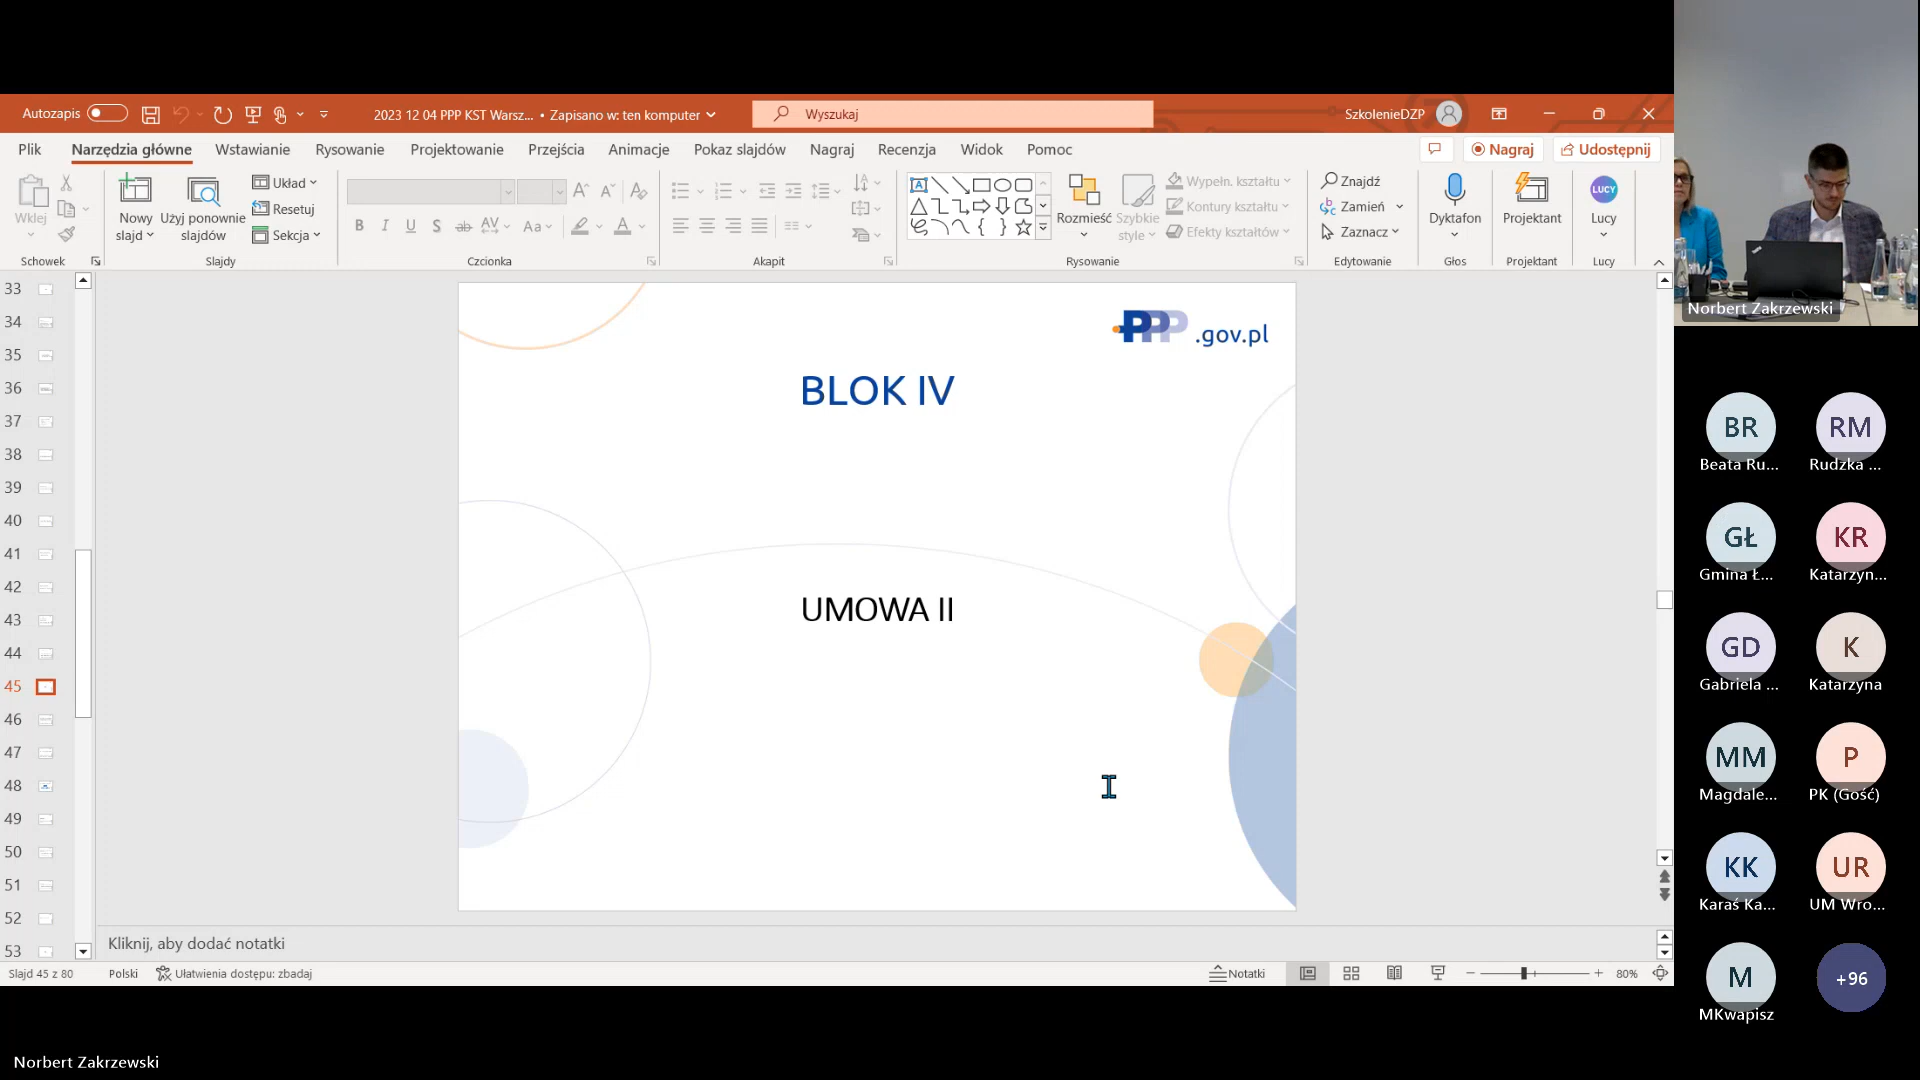 Autozapis
2023 12 04 PPP KST Warsz... • Zapisano w: ten komputer
Wyszukaj
SzkolenieDZP
Plik
Narzędzia główne
Wstawianie
Rysowanie
Projektowanie
Przejścia
Animacje
Pokaz slajdów
Nagraj
Recenzja
Widok
Pomoc
Nagraj
Udostępnij
Wklej
Schowek
Nowy
slajd
Użyj ponownie
slajdów
Układ
Resetuj
Sekcja
Slajdy
B I U S ab AV Aa A
Czcionka
Akapit
Rozmieść
Szybkie
style
Wypełn. kształtu
Kontury kształtu
Efekty kształtów
Rysowanie
Znajdź
Zamień
Zaznacz
Edytowanie
Dyktafon
Głos
Projektant
Projektant
LUCY
Lucy
Lucy
33
34
35
36
37
38
39
40
41
42
43
44
45
46
47
48
49
50
51
52
53
PPP .gov.pl
BLOK IV
UMOWA II
Kliknij, aby dodać notatki
Slajd 45 z 80
Polski
Ułatwienia dostępu: zbadaj
Notatki
80%
Norbert Zakrzewski
BR
Beata Ru...
RM
Rudzka ...
GŁ
Gmina Ł...
KR
Katarzyn...
GD
Gabriela ...
K
Katarzyna
MM
Magdale...
P
PK (Gość)
KK
Karaś Ka...
UR
UM Wro...
M
MKwapisz
+96
Norbert Zakrzewski